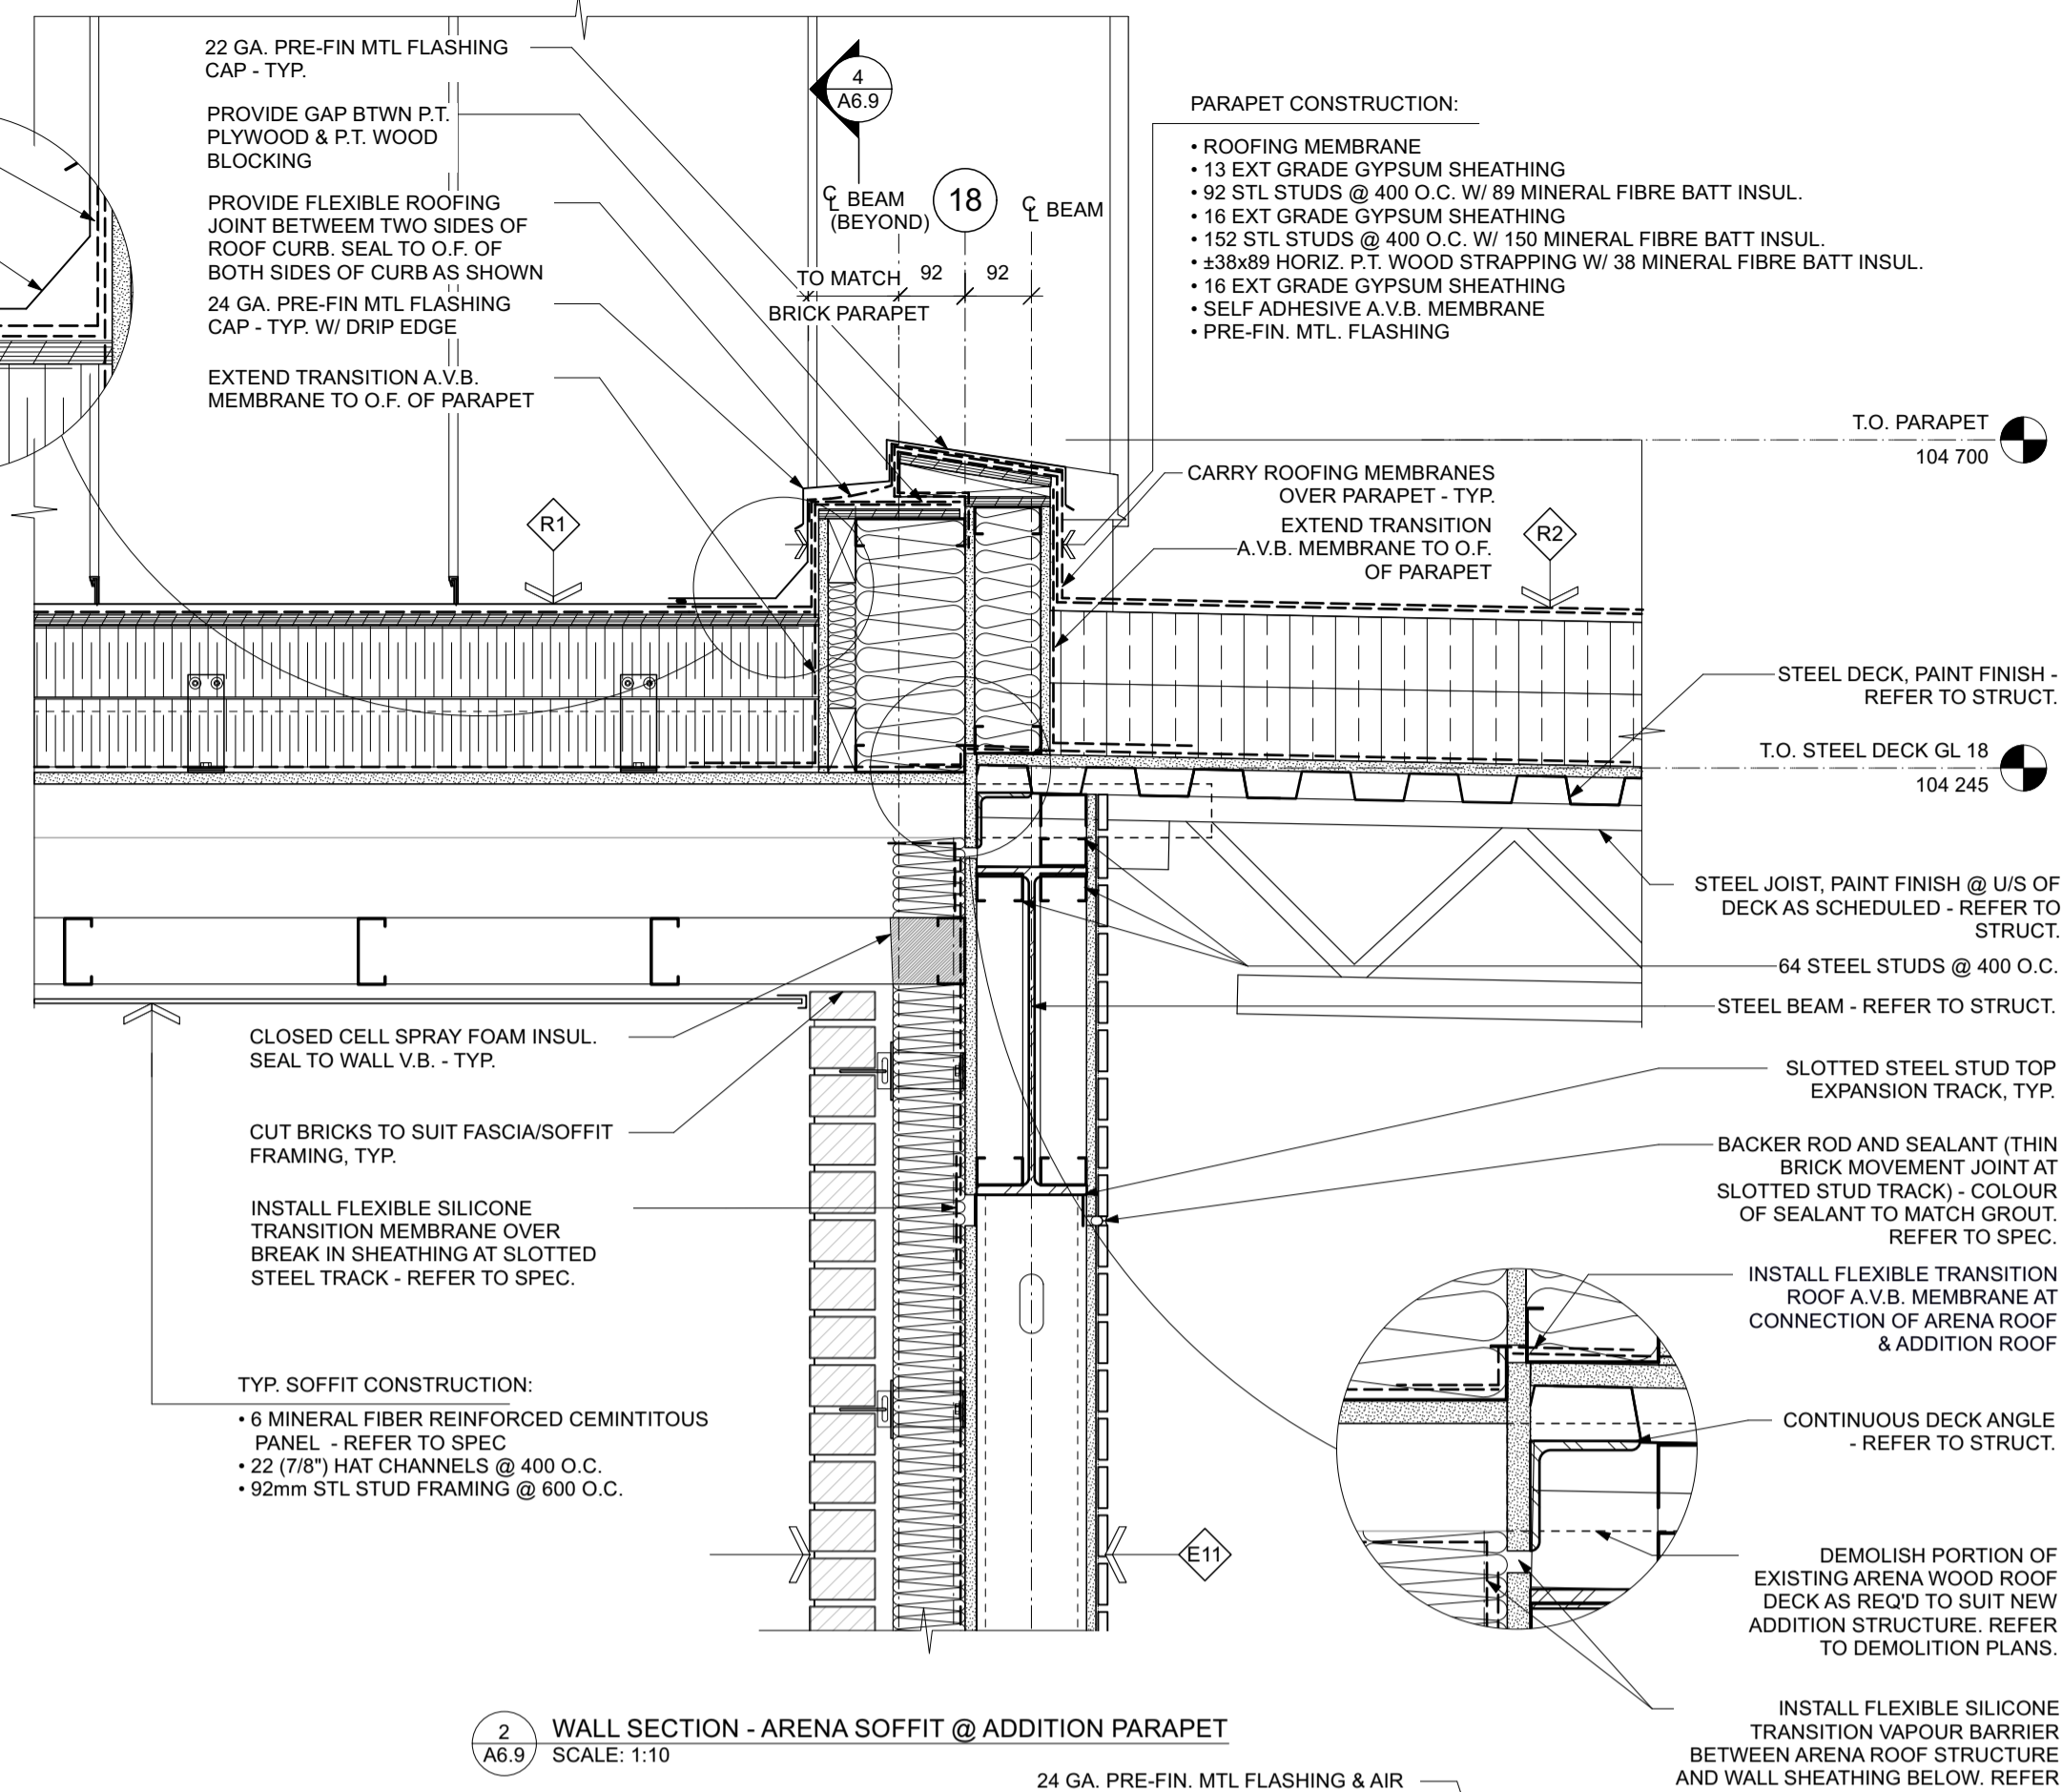 22 GA. PRE-FIN MTL FLASHING
CAP - TYP.
PROVIDE GAP BTWN P.T.
PLYWOOD & P.T. WOOD
BLOCKING
PROVIDE FLEXIBLE ROOFING
JOINT BETWEEM TWO SIDES OF
ROOF CURB. SEAL TO O.F. OF
BOTH SIDES OF CURB AS SHOWN
24 GA. PRE-FIN MTL FLASHING
CAP - TYP. W/ DRIP EDGE
EXTEND TRANSITION A.V.B.
MEMBRANE TO O.F. OF PARAPET
4
A6.9
℄ BEAM
(BEYOND)
18
℄ BEAM
TO MATCH
BRICK PARAPET
92
92
PARAPET CONSTRUCTION:
• ROOFING MEMBRANE
• 13 EXT GRADE GYPSUM SHEATHING
• 92 STL STUDS @ 400 O.C. W/ 89 MINERAL FIBRE BATT INSUL.
• 16 EXT GRADE GYPSUM SHEATHING
• 152 STL STUDS @ 400 O.C. W/ 150 MINERAL FIBRE BATT INSUL.
• ±38x89 HORIZ. P.T. WOOD STRAPPING W/ 38 MINERAL FIBRE BATT INSUL.
• 16 EXT GRADE GYPSUM SHEATHING
• SELF ADHESIVE A.V.B. MEMBRANE
• PRE-FIN. MTL. FLASHING
T.O. PARAPET
104 700
CARRY ROOFING MEMBRANES
OVER PARAPET - TYP.
EXTEND TRANSITION
A.V.B. MEMBRANE TO O.F.
OF PARAPET
R1
R2
STEEL DECK, PAINT FINISH -
REFER TO STRUCT.
T.O. STEEL DECK GL 18
104 245
STEEL JOIST, PAINT FINISH @ U/S OF
DECK AS SCHEDULED - REFER TO
STRUCT.
64 STEEL STUDS @ 400 O.C.
STEEL BEAM - REFER TO STRUCT.
SLOTTED STEEL STUD TOP
EXPANSION TRACK, TYP.
BACKER ROD AND SEALANT (THIN
BRICK MOVEMENT JOINT AT
SLOTTED STUD TRACK) - COLOUR
OF SEALANT TO MATCH GROUT.
REFER TO SPEC.
INSTALL FLEXIBLE TRANSITION
ROOF A.V.B. MEMBRANE AT
CONNECTION OF ARENA ROOF
& ADDITION ROOF
CONTINUOUS DECK ANGLE
- REFER TO STRUCT.
DEMOLISH PORTION OF
EXISTING ARENA WOOD ROOF
DECK AS REQ'D TO SUIT NEW
ADDITION STRUCTURE. REFER
TO DEMOLITION PLANS.
INSTALL FLEXIBLE SILICONE
TRANSITION VAPOUR BARRIER
BETWEEN ARENA ROOF STRUCTURE
AND WALL SHEATHING BELOW. REFER
CLOSED CELL SPRAY FOAM INSUL.
SEAL TO WALL V.B. - TYP.
CUT BRICKS TO SUIT FASCIA/SOFFIT
FRAMING, TYP.
INSTALL FLEXIBLE SILICONE
TRANSITION MEMBRANE OVER
BREAK IN SHEATHING AT SLOTTED
STEEL TRACK - REFER TO SPEC.
TYP. SOFFIT CONSTRUCTION:
• 6 MINERAL FIBER REINFORCED CEMINTITOUS
PANEL - REFER TO SPEC
• 22 (7/8") HAT CHANNELS @ 400 O.C.
• 92mm STL STUD FRAMING @ 600 O.C.
E11
2
A6.9
WALL SECTION - ARENA SOFFIT @ ADDITION PARAPET
SCALE: 1:10
24 GA. PRE-FIN. MTL FLASHING & AIR